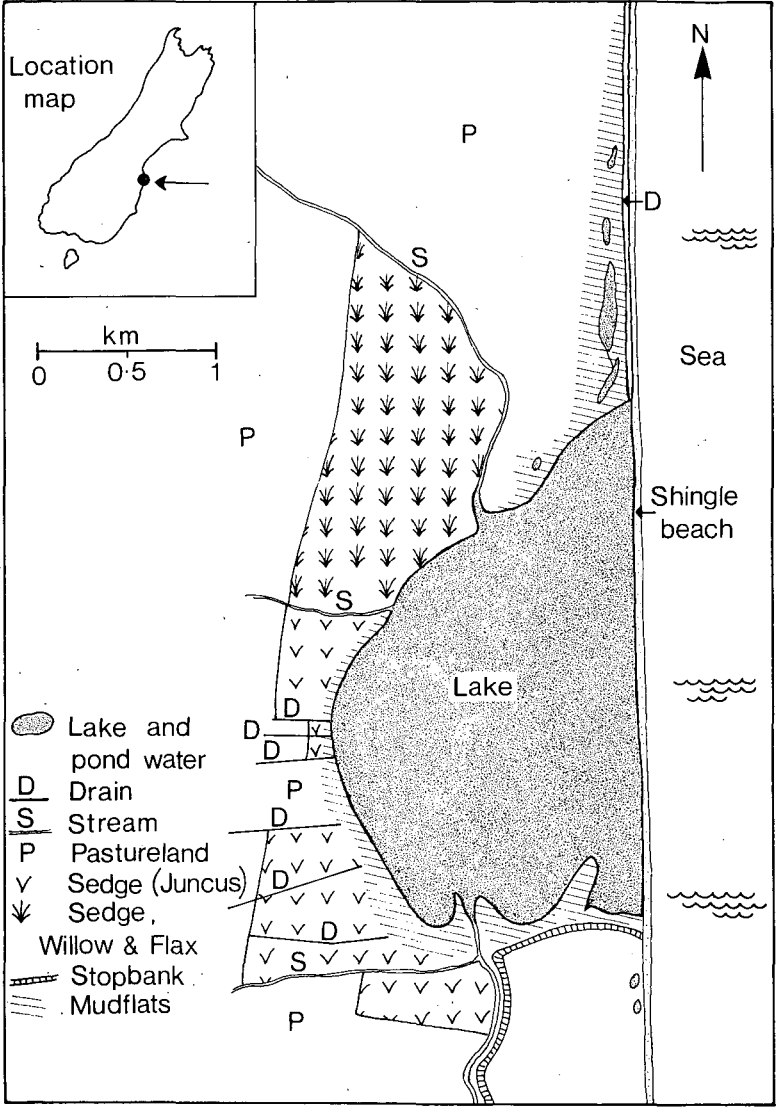 Location
map
N
P
D
S
km
0 0·5 1
Sea
P
Shingle
beach
S
Lake
D
D
D
P
D
D
D
S
P
Lake and
pond water
D Drain
S Stream
P Pastureland
Sedge (Juncus)
Sedge,
Willow & Flax
Stopbank
Mudflats